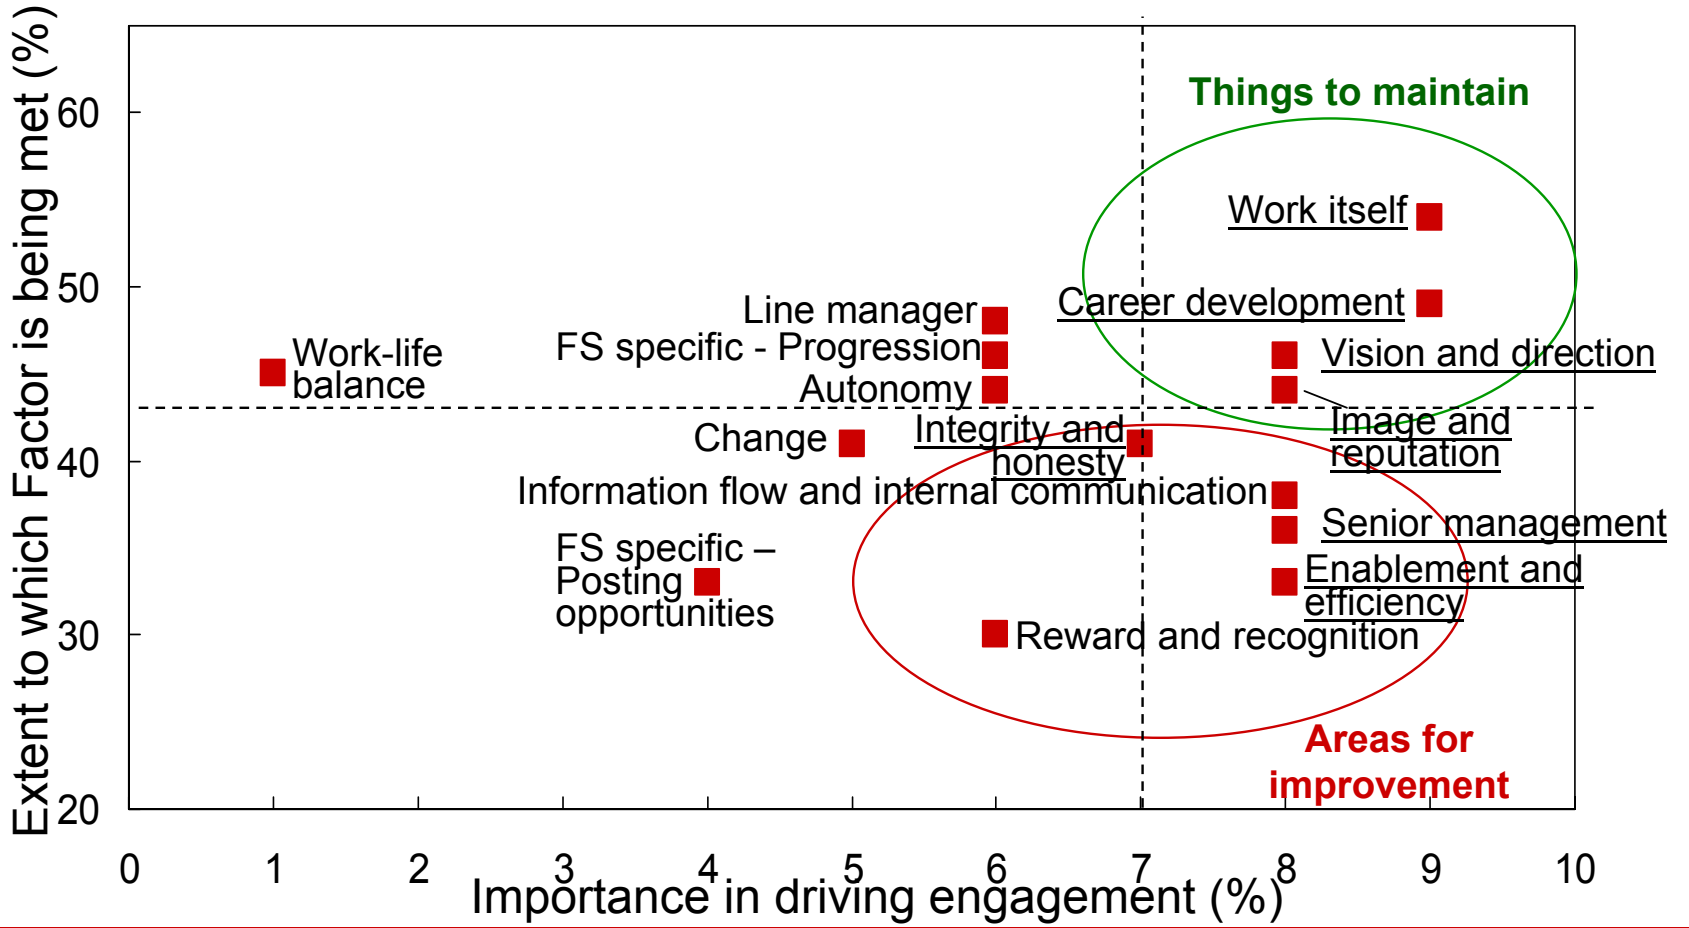 Extent to which Factor is being met (%)
60
50
40
30
20
Things to maintain
Work itself
Career development
Line manager
FS specific - Progression
Autonomy
Vision and direction
Work-life
balance
Image and
reputation
Change
Integrity and
honesty
Information flow and internal communication
Senior management
FS specific –
Posting
opportunities
Enablement and
efficiency
Reward and recognition
Areas for
improvement
0 1 2 3 4 5 6 7 8 9 10
Importance in driving engagement (%)